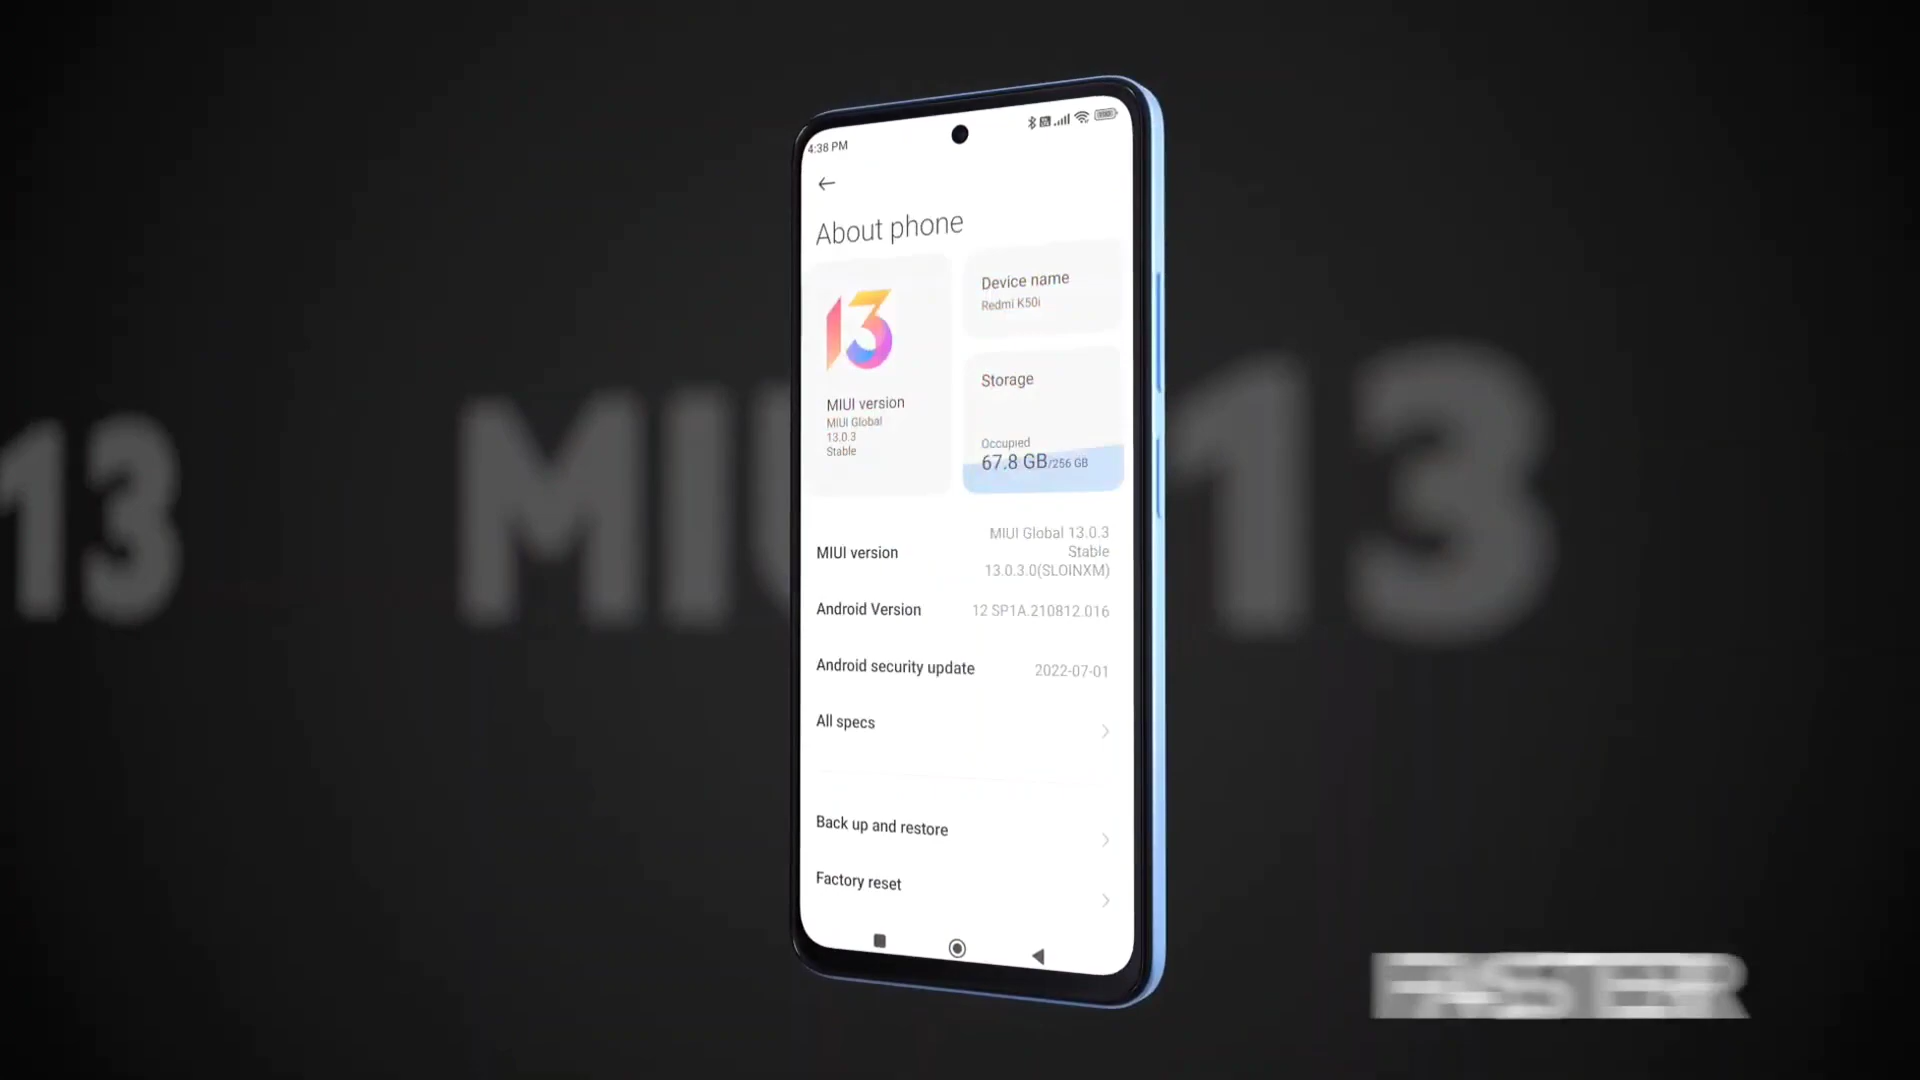 4:38 PM
About phone
13
MIUI version
MIUI Global
13.0.3
Stable
Device name
Redmi K50i
Storage
Occupied
67.8 GB/256 GB
MIUI version
MIUI Global 13.0.3
Stable
13.0.3.0(SLOINXM)
Android Version
12 SP1A.210812.016
Android security update
2022-07-01
All specs
Back up and restore
Factory reset
13
MIU 13
FASTER